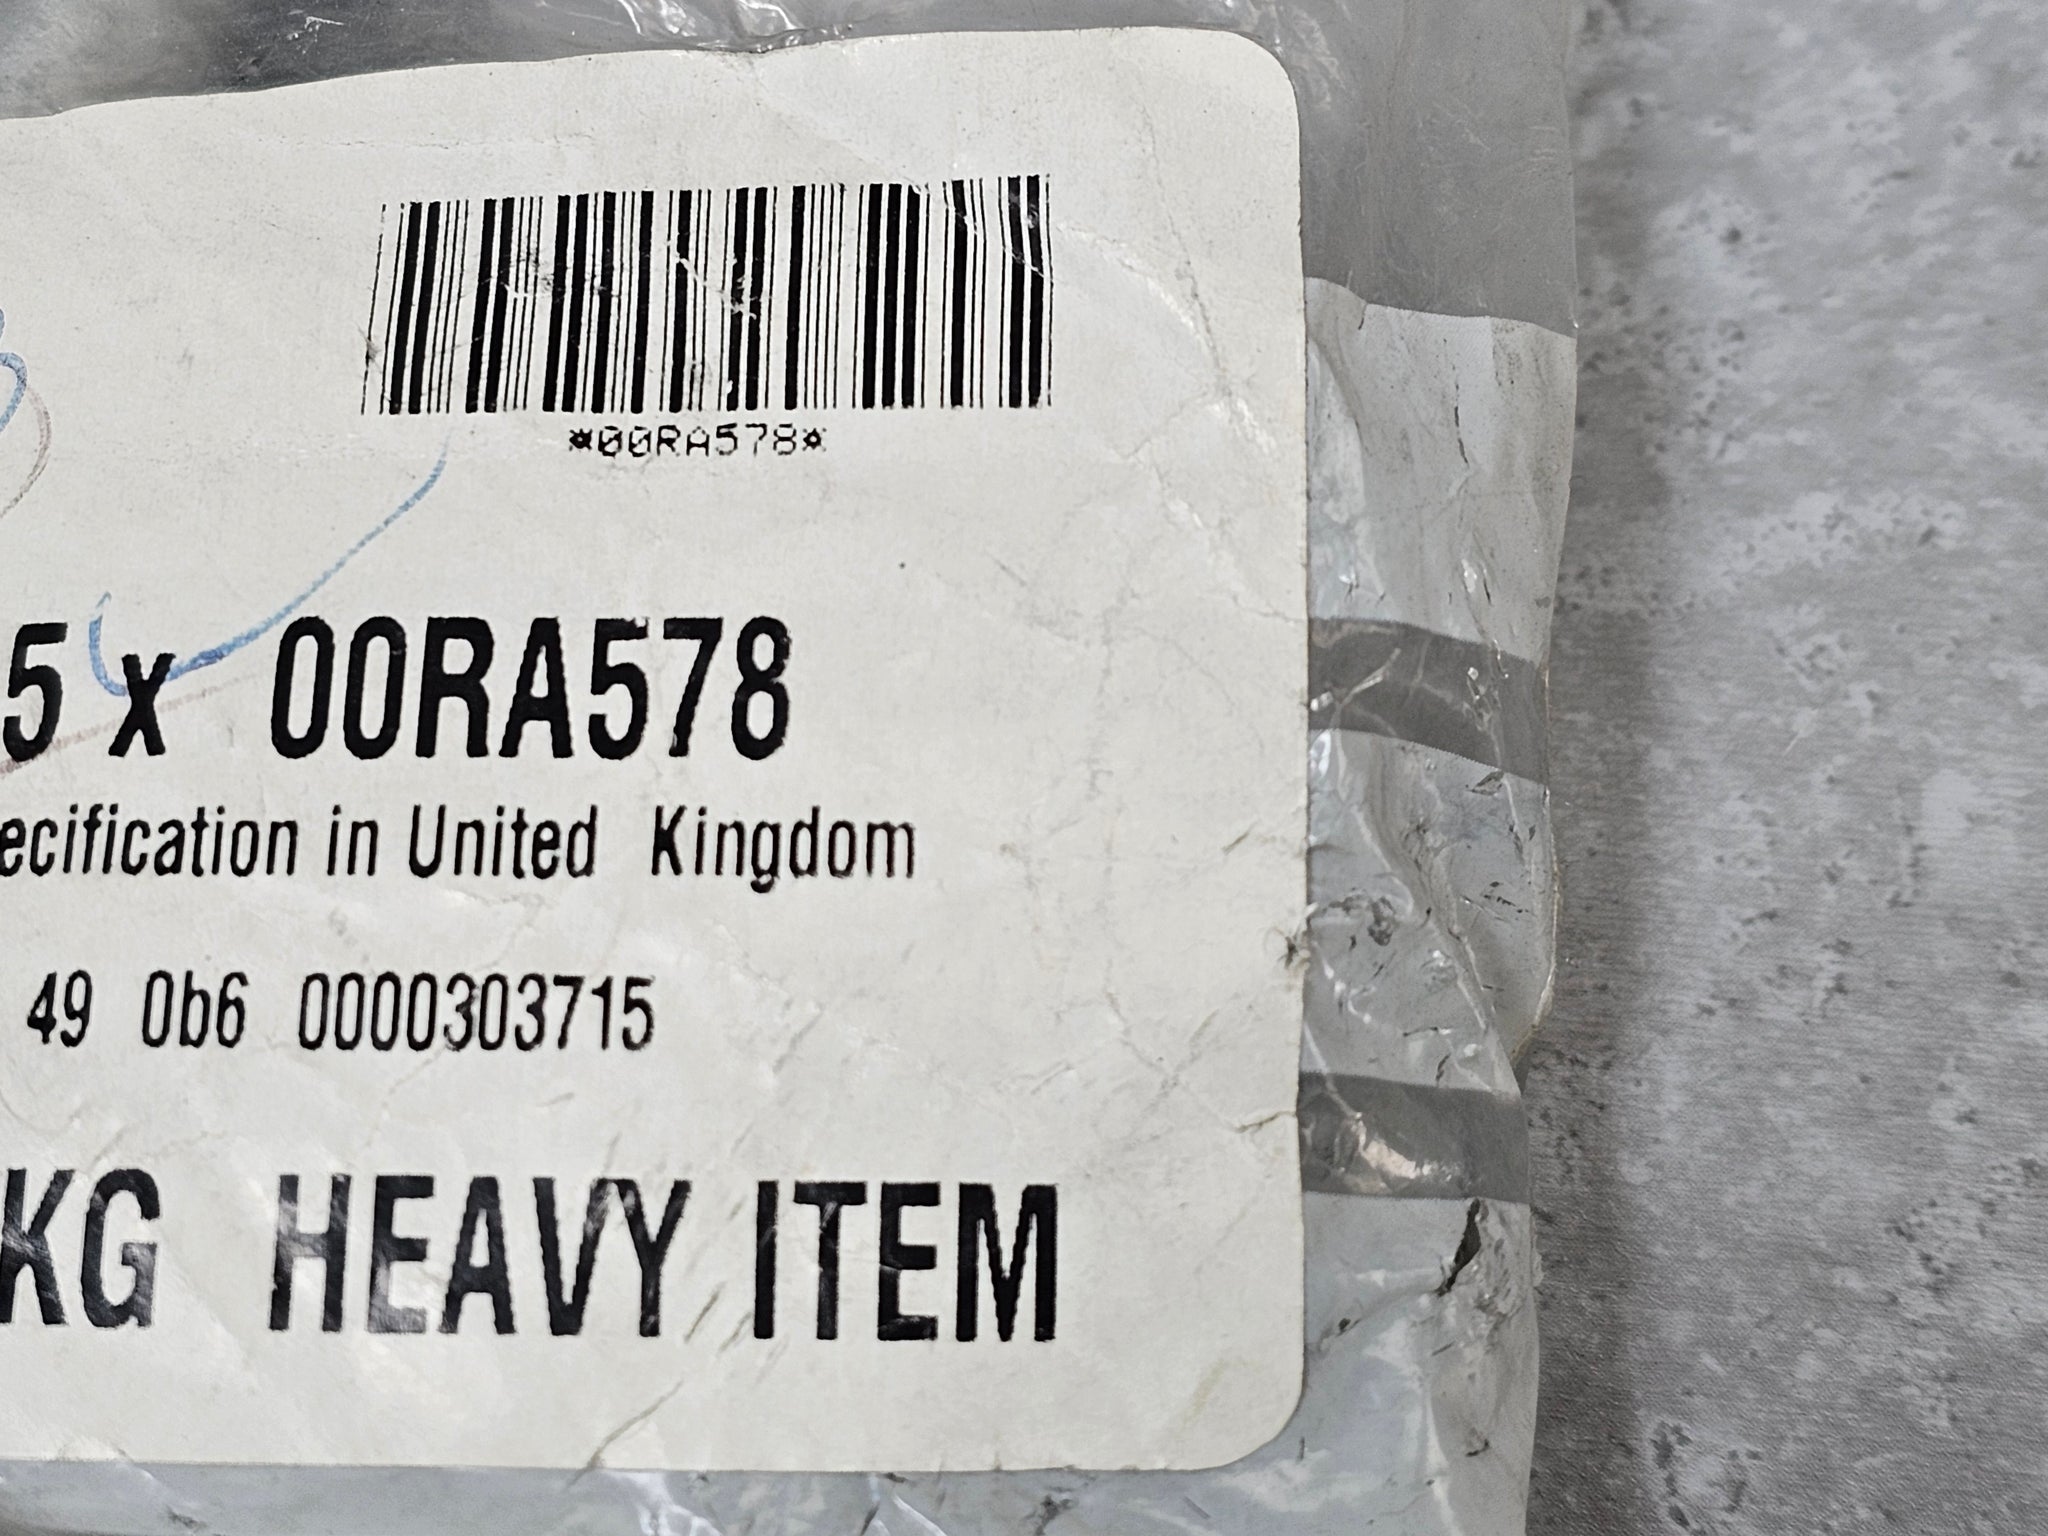 *00RA578*
5 x 00RA578
ecification in United Kingdom
49 0b6 0000303715
KG HEAVY ITEM